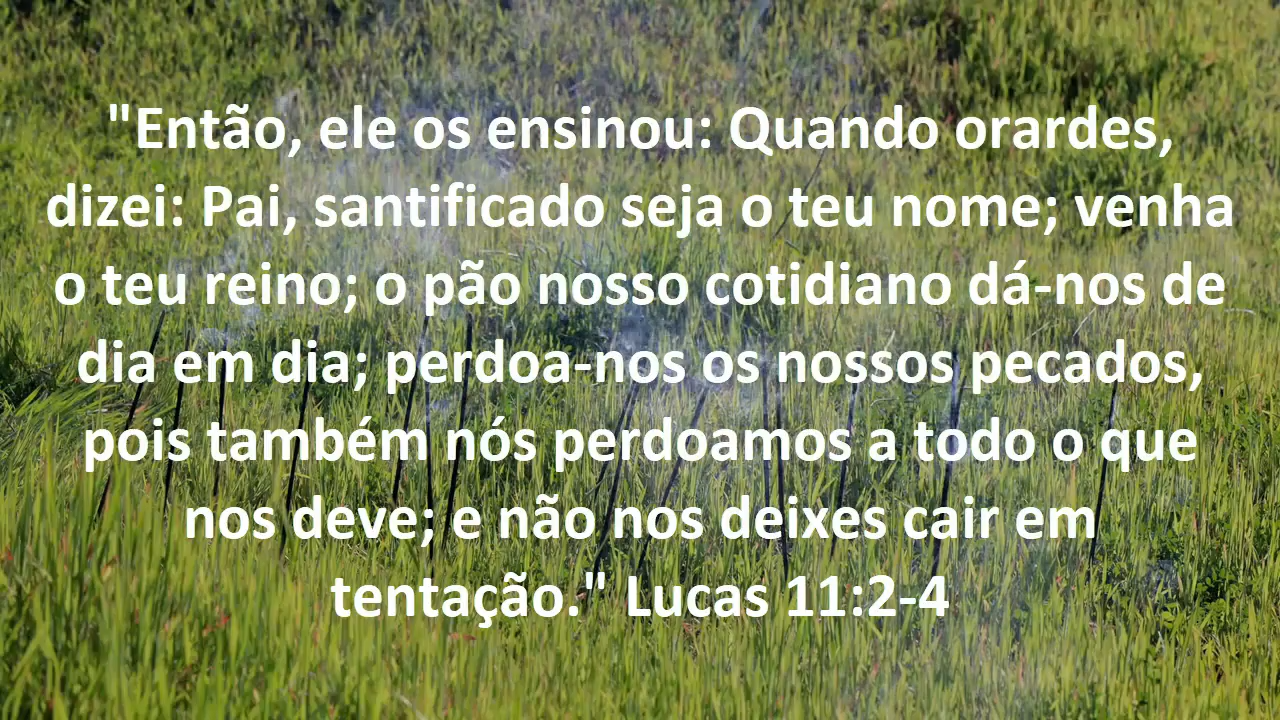 "Então, ele os ensinou: Quando orardes,
dizei: Pai, santificado seja o teu nome; venha
o teu reino; o pão nosso cotidiano dá-nos de
dia em dia; perdoa-nos os nossos pecados,
pois também nós perdoamos a todo o que
nos deve; e não nos deixes cair em
tentação." Lucas 11:2-4